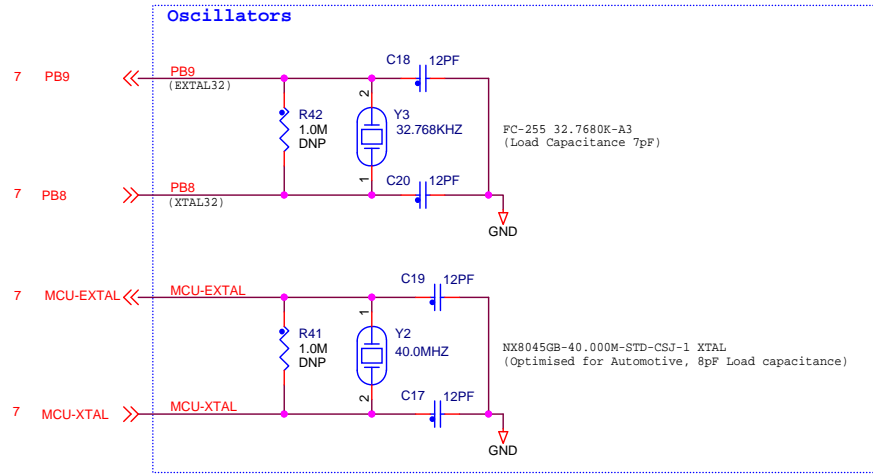 Oscillators
C18 12PF
7 PB9 PB9
(EXTAL32)
2
R42
1.0M
DNP
Y3
32.768KHZ
FC-255 32.7680K-A3
(Load Capacitance 7pF)
1
C20 12PF
7 PB8 PB8
(XTAL32)
GND
C19 12PF
7 MCU-EXTAL MCU-EXTAL
1
R41
1.0M
DNP
Y2
40.0MHZ
NX8045GB-40.000M-STD-CSJ-1 XTAL
(Optimised for Automotive, 8pF Load capacitance)
2
C17 12PF
7 MCU-XTAL MCU-XTAL
GND